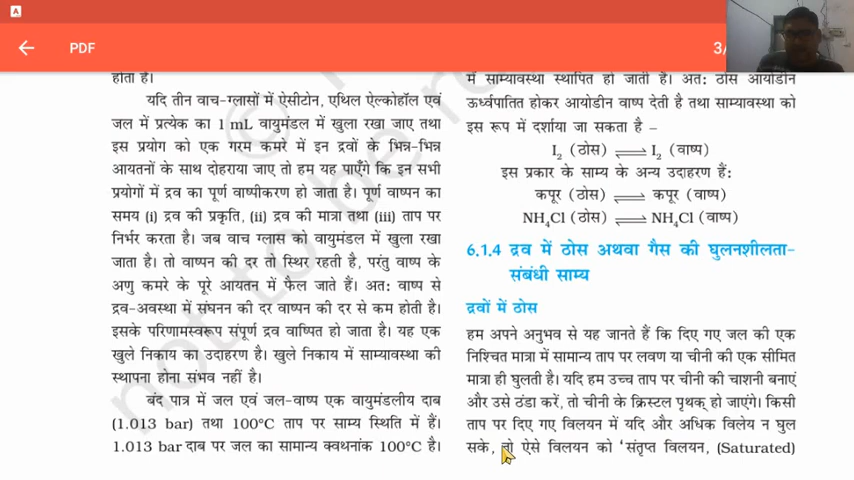 A
PDF
3/
होता है।
यदि तीन वाच-ग्लासों में ऐसीटोन, एथिल ऐल्कोहॉल एवं
जल में प्रत्येक का 1 mL वायुमंडल में खुला रखा जाए तथा
इस प्रयोग को एक गरम कमरे में इन द्रवों के भिन्न-भिन्न
आयतनों के साथ दोहराया जाए तो हम यह पाएँगे कि इन सभी
प्रयोगों में द्रव का पूर्ण वाष्पीकरण हो जाता है। पूर्ण वाष्पन का
समय (i) द्रव की प्रकृति, (ii) द्रव की मात्रा तथा (iii) ताप पर
निर्भर करता है। जब वाच ग्लास को वायुमंडल में खुला रखा
जाता है। तो वाष्पन की दर तो स्थिर रहती है, परंतु वाष्प के
अणु कमरे के पूरे आयतन में फैल जाते हैं। अतः वाष्प से
द्रव-अवस्था में संघनन की दर वाष्पन की दर से कम होती है।
इसके परिणामस्वरूप संपूर्ण द्रव वाष्पित हो जाता है। यह एक
खुले निकाय का उदाहरण है। खुले निकाय में साम्यावस्था की
स्थापना होना संभव नहीं है।
बंद पात्र में जल एवं जल-वाष्प एक वायुमंडलीय दाब
(1.013 bar) तथा 100°C ताप पर साम्य स्थिति में हैं।
1.013 bar दाब पर जल का सामान्य क्वथनांक 100°C है।
में साम्यावस्था स्थापित हो जाती है। अतः ठोस आयोडीन
ऊर्ध्वपातित होकर आयोडीन वाष्प देती है तथा साम्यावस्था को
इस रूप में दर्शाया जा सकता है –
I₂ (ठोस) ⇌ I₂ (वाष्प)
इस प्रकार के साम्य के अन्य उदाहरण हैं:
कपूर (ठोस) ⇌ कपूर (वाष्प)
NH₄Cl (ठोस) ⇌ NH₄Cl (वाष्प)
6.1.4 द्रव में ठोस अथवा गैस की घुलनशीलता-
संबंधी साम्य
द्रवों में ठोस
हम अपने अनुभव से यह जानते हैं कि दिए गए जल की एक
निश्चित मात्रा में सामान्य ताप पर लवण या चीनी की एक सीमित
मात्रा ही घुलती है। यदि हम उच्च ताप पर चीनी की चाशनी बनाएं
और उसे ठंडा करें, तो चीनी के क्रिस्टल पृथक् हो जाएंगे। किसी
ताप पर दिए गए विलयन में यदि और अधिक विलेय न घुल
सके, तो ऐसे विलयन को 'संतृप्त विलयन, (Saturated)
not to be re